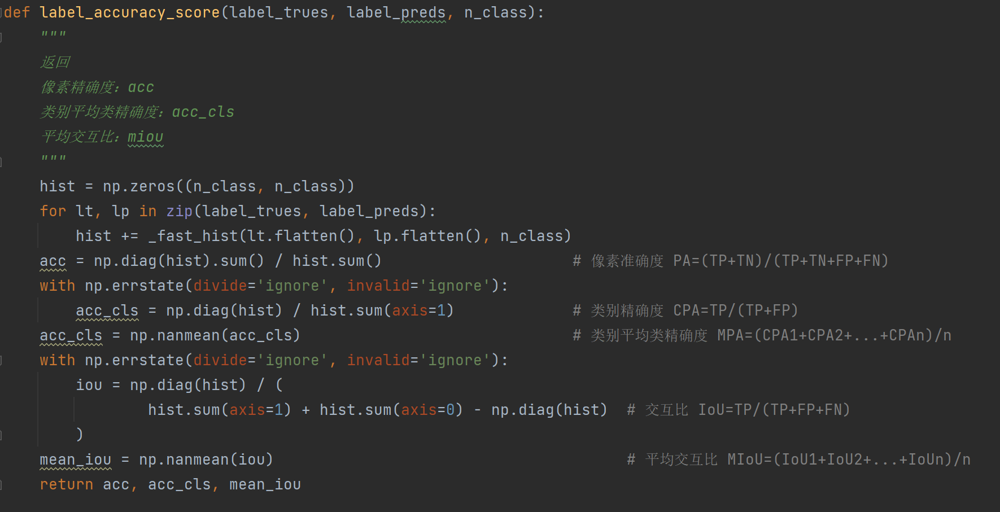 def label_accuracy_score(label_trues, label_preds, n_class):
    """
    返回
    像素精确度：acc
    类别平均类精确度：acc_cls
    平均交互比：miou
    """
    hist = np.zeros((n_class, n_class))
    for lt, lp in zip(label_trues, label_preds):
        hist += _fast_hist(lt.flatten(), lp.flatten(), n_class)
    acc = np.diag(hist).sum() / hist.sum()                     # 像素准确度 PA=(TP+TN)/(TP+TN+FP+FN)
    with np.errstate(divide='ignore', invalid='ignore'):
        acc_cls = np.diag(hist) / hist.sum(axis=1)             # 类别精确度 CPA=TP/(TP+FP)
    acc_cls = np.nanmean(acc_cls)                              # 类别平均类精确度 MPA=(CPA1+CPA2+...+CPAn)/n
    with np.errstate(divide='ignore', invalid='ignore'):
        iou = np.diag(hist) / (
                hist.sum(axis=1) + hist.sum(axis=0) - np.diag(hist)  # 交互比 IoU=TP/(TP+FP+FN)
        )
    mean_iou = np.nanmean(iou)                                       # 平均交互比 MIoU=(IoU1+IoU2+...+IoUn)/n
    return acc, acc_cls, mean_iou